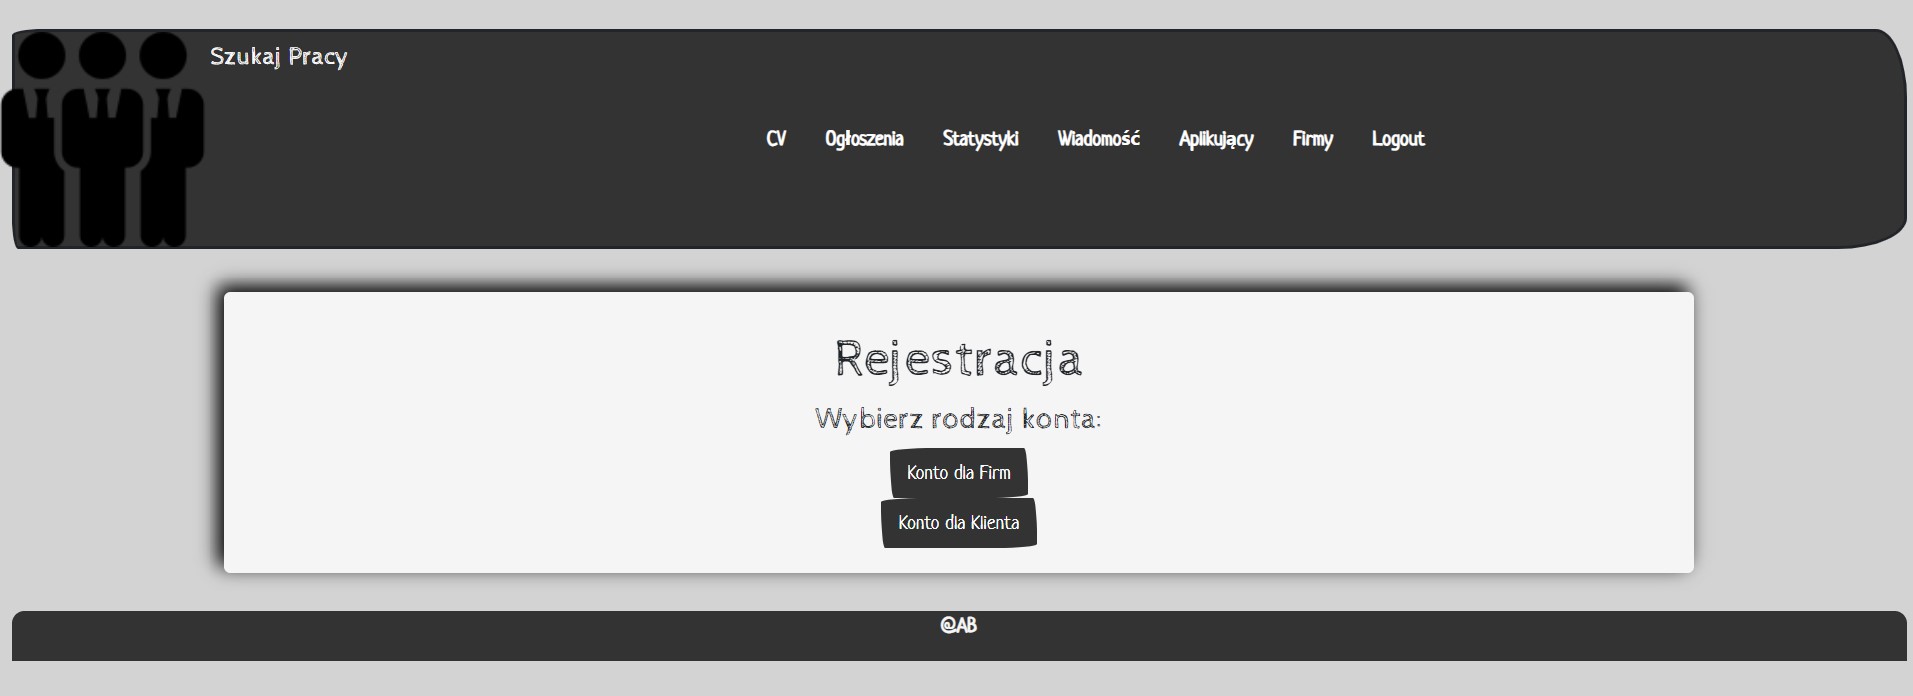 Szukaj Pracy
CV Ogłoszenia Statystyki Wiadomość Aplikujący Firmy Logout
Rejestracja
Wybierz rodzaj konta:
Konto dla Firm
Konto dla Klienta
@AB